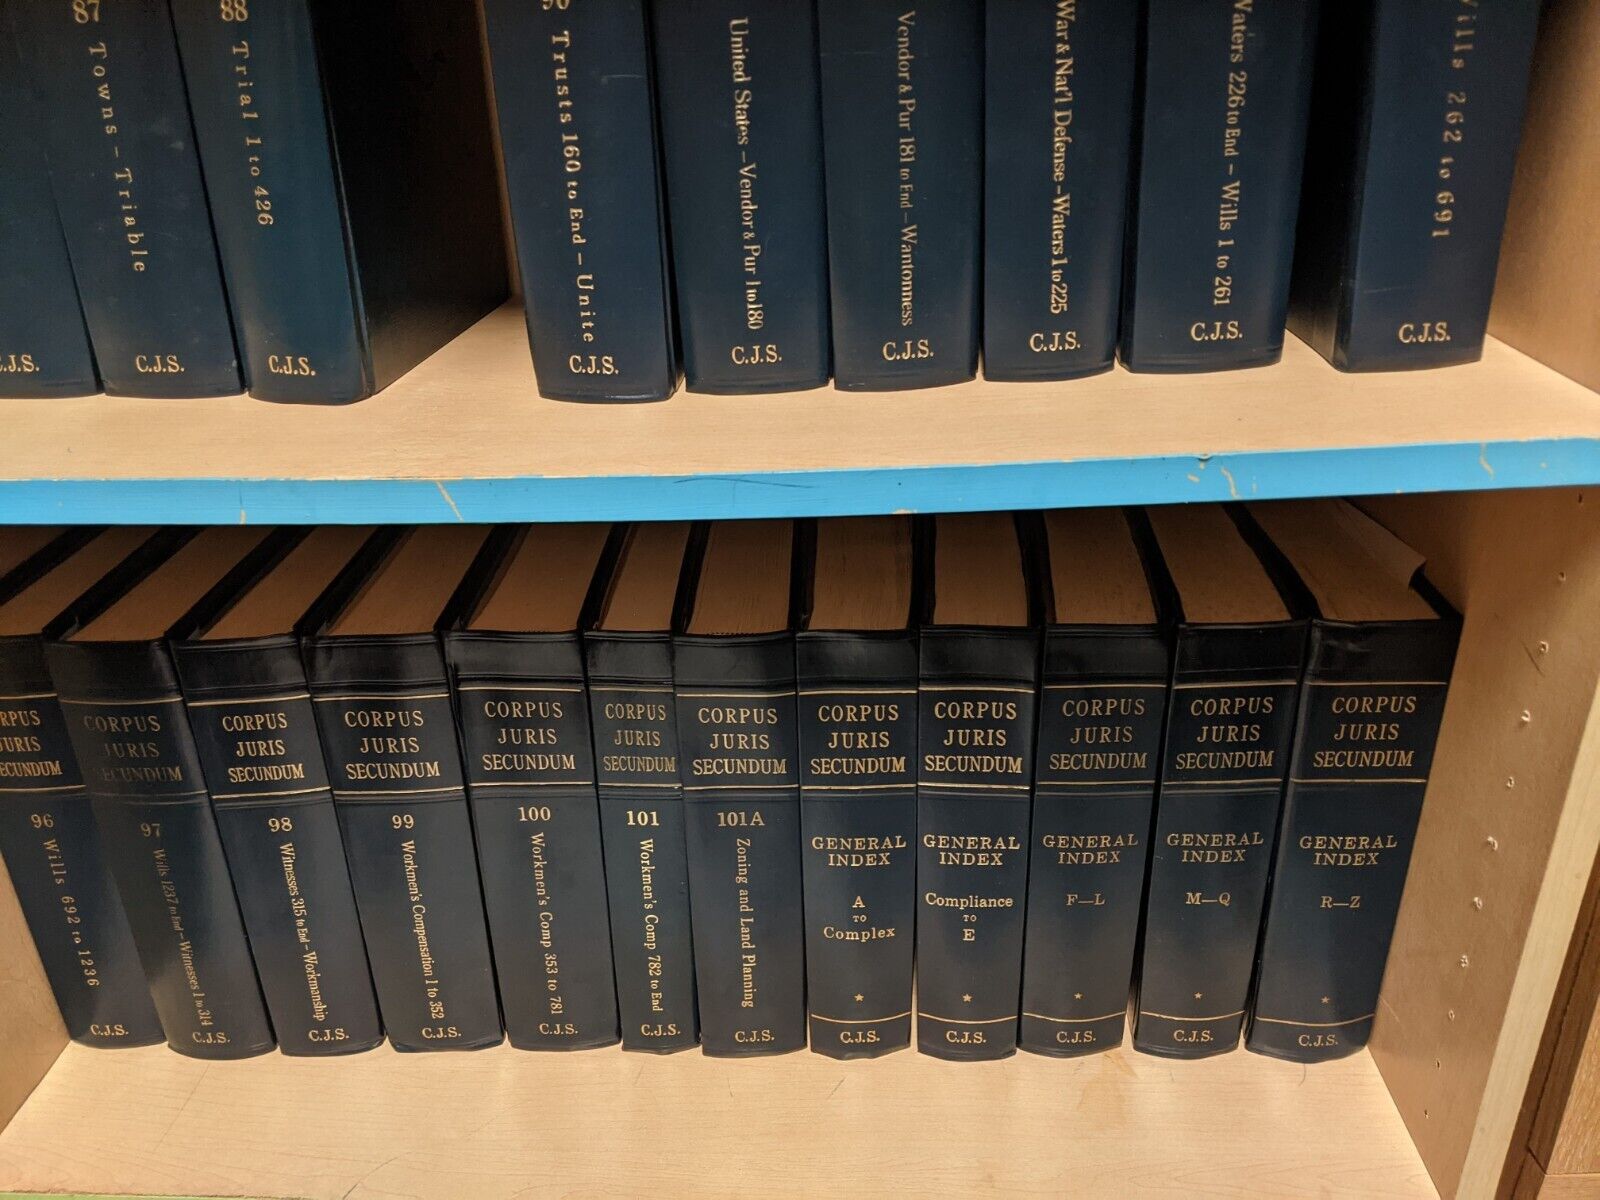 87
Towns – Triable
C.J.S.
88
Trial 1 to 426
C.J.S.
90
Trusts 160 to End – Unite
C.J.S.
United States – Vendor & Pur 1 to 180
C.J.S.
Vendor & Pur 181 to End – Wantonness
C.J.S.
War & Nat'l Defense – Waters 1 to 225
C.J.S.
Waters 226 to End – Wills 1 to 261
C.J.S.
Wills 262 to 691
C.J.S.
96
Wills 692 to 1236
C.J.S.
CORPUS
JURIS
SECUNDUM
97
Wills 1237 to End – Witnesses 1 to 314
C.J.S.
CORPUS
JURIS
SECUNDUM
98
Witnesses 315 to End – Workmanship
C.J.S.
CORPUS
JURIS
SECUNDUM
99
Workmen's Compensation 1 to 352
C.J.S.
CORPUS
JURIS
SECUNDUM
100
Workmen's Comp 353 to 781
C.J.S.
CORPUS
JURIS
SECUNDUM
101
Workmen's Comp 782 to End
C.J.S.
CORPUS
JURIS
SECUNDUM
101A
Zoning and Land Planning
C.J.S.
CORPUS
JURIS
SECUNDUM
GENERAL
INDEX
A
TO
Complex
C.J.S.
CORPUS
JURIS
SECUNDUM
GENERAL
INDEX
Compliance
TO
E
C.J.S.
CORPUS
JURIS
SECUNDUM
GENERAL
INDEX
F—L
C.J.S.
CORPUS
JURIS
SECUNDUM
GENERAL
INDEX
M—Q
C.J.S.
CORPUS
JURIS
SECUNDUM
GENERAL
INDEX
R—Z
C.J.S.